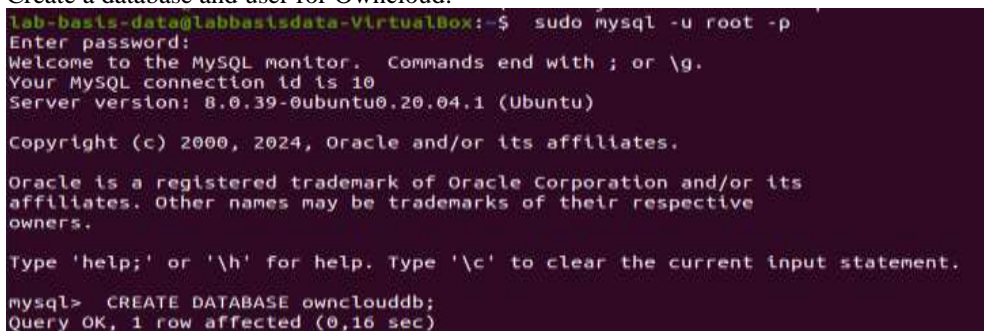 Create a database and user for Owncloud:
lab-basis-data@labbasisdata-VirtualBox:~$ sudo mysql -u root -p
Enter password:
Welcome to the MySQL monitor. Commands end with ; or \g.
Your MySQL connection id is 10
Server version: 8.0.39-0ubuntu0.20.04.1 (Ubuntu)
Copyright (c) 2000, 2024, Oracle and/or its affiliates.
Oracle is a registered trademark of Oracle Corporation and/or its
affiliates. Other names may be trademarks of their respective
owners.
Type 'help;' or '\h' for help. Type '\c' to clear the current input statement.
mysql> CREATE DATABASE ownclouddb;
Query OK, 1 row affected (0,16 sec)